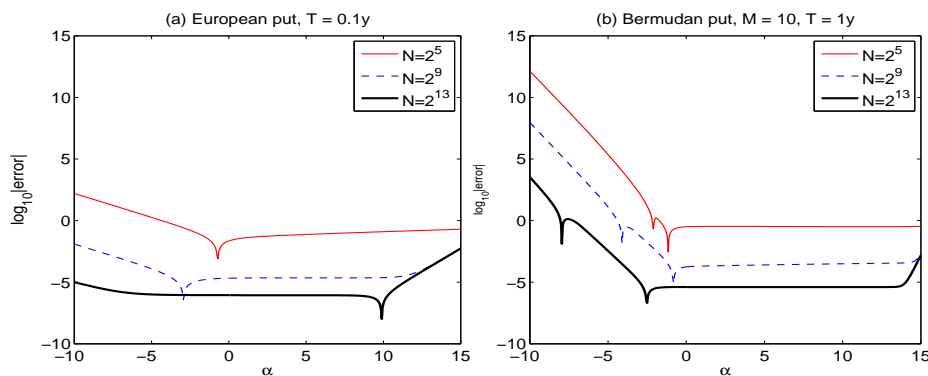 (a) European put, T = 0.1y
15
10
5
0
−5
−10
log10|error|
−10
−5
0
5
10
15
α
N=2^5
N=2^9
N=2^13
(b) Bermudan put, M = 10, T = 1y
15
10
5
0
−5
−10
log10|error|
−10
−5
0
5
10
15
α
N=2^5
N=2^9
N=2^13